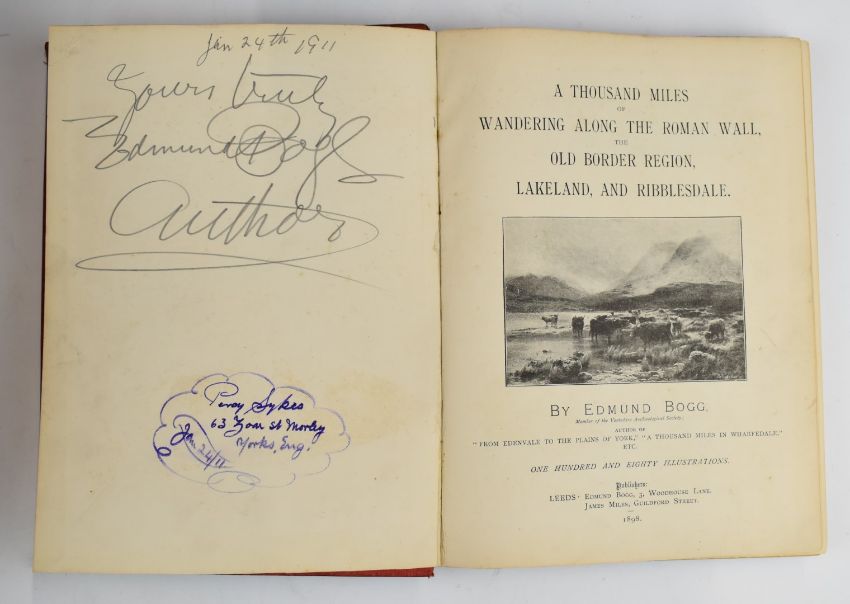 Jan 24th 1911
Yours truly
Edmund Bogg
Author
Percy Sykes
63 Zoar St Morley
Yorks, Eng.
Jan 24/11
A THOUSAND MILES
OF
WANDERING ALONG THE ROMAN WALL,
THE
OLD BORDER REGION,
LAKELAND, AND RIBBLESDALE.
BY EDMUND BOGG,
Member of the Yorkshire Archæological Society;
AUTHOR OF
"FROM EDENVALE TO THE PLAINS OF YORK," "A THOUSAND MILES IN WHARFEDALE,"
ETC.
ONE HUNDRED AND EIGHTY ILLUSTRATIONS.
Publishers:
LEEDS: EDMUND BOGG, 3, WOODHOUSE LANE.
JAMES MILES, GUILDFORD STREET.
1898.